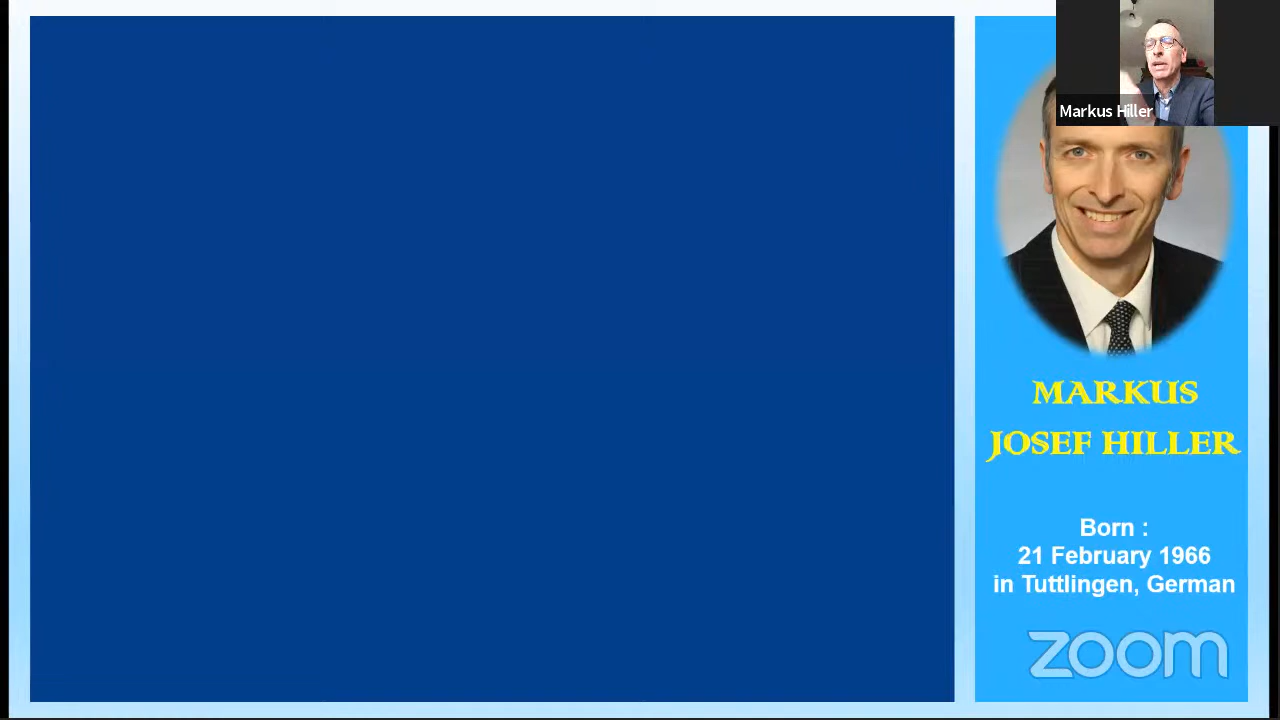 Markus Hiller
MARKUS
JOSEF HILLER
Born :
21 February 1966
in Tuttlingen, German
zoom